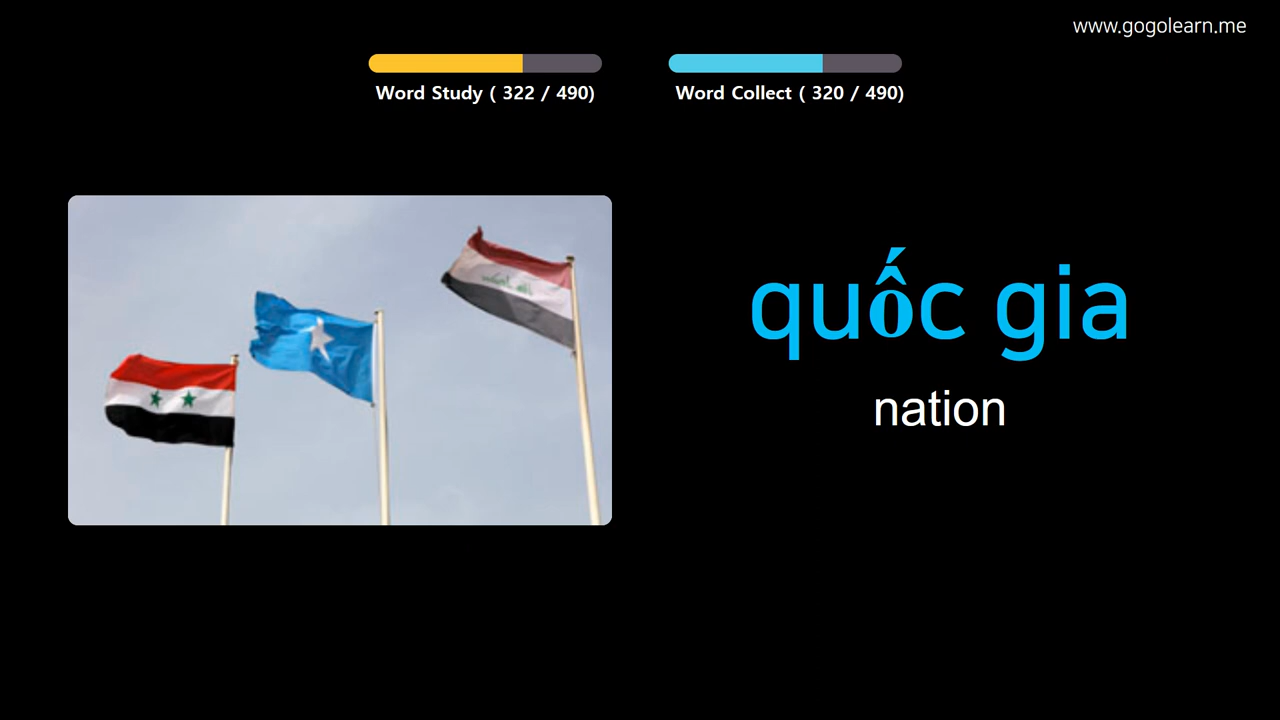 www.gogolearn.me
Word Study ( 322 / 490)
Word Collect ( 320 / 490)
quốc gia
nation